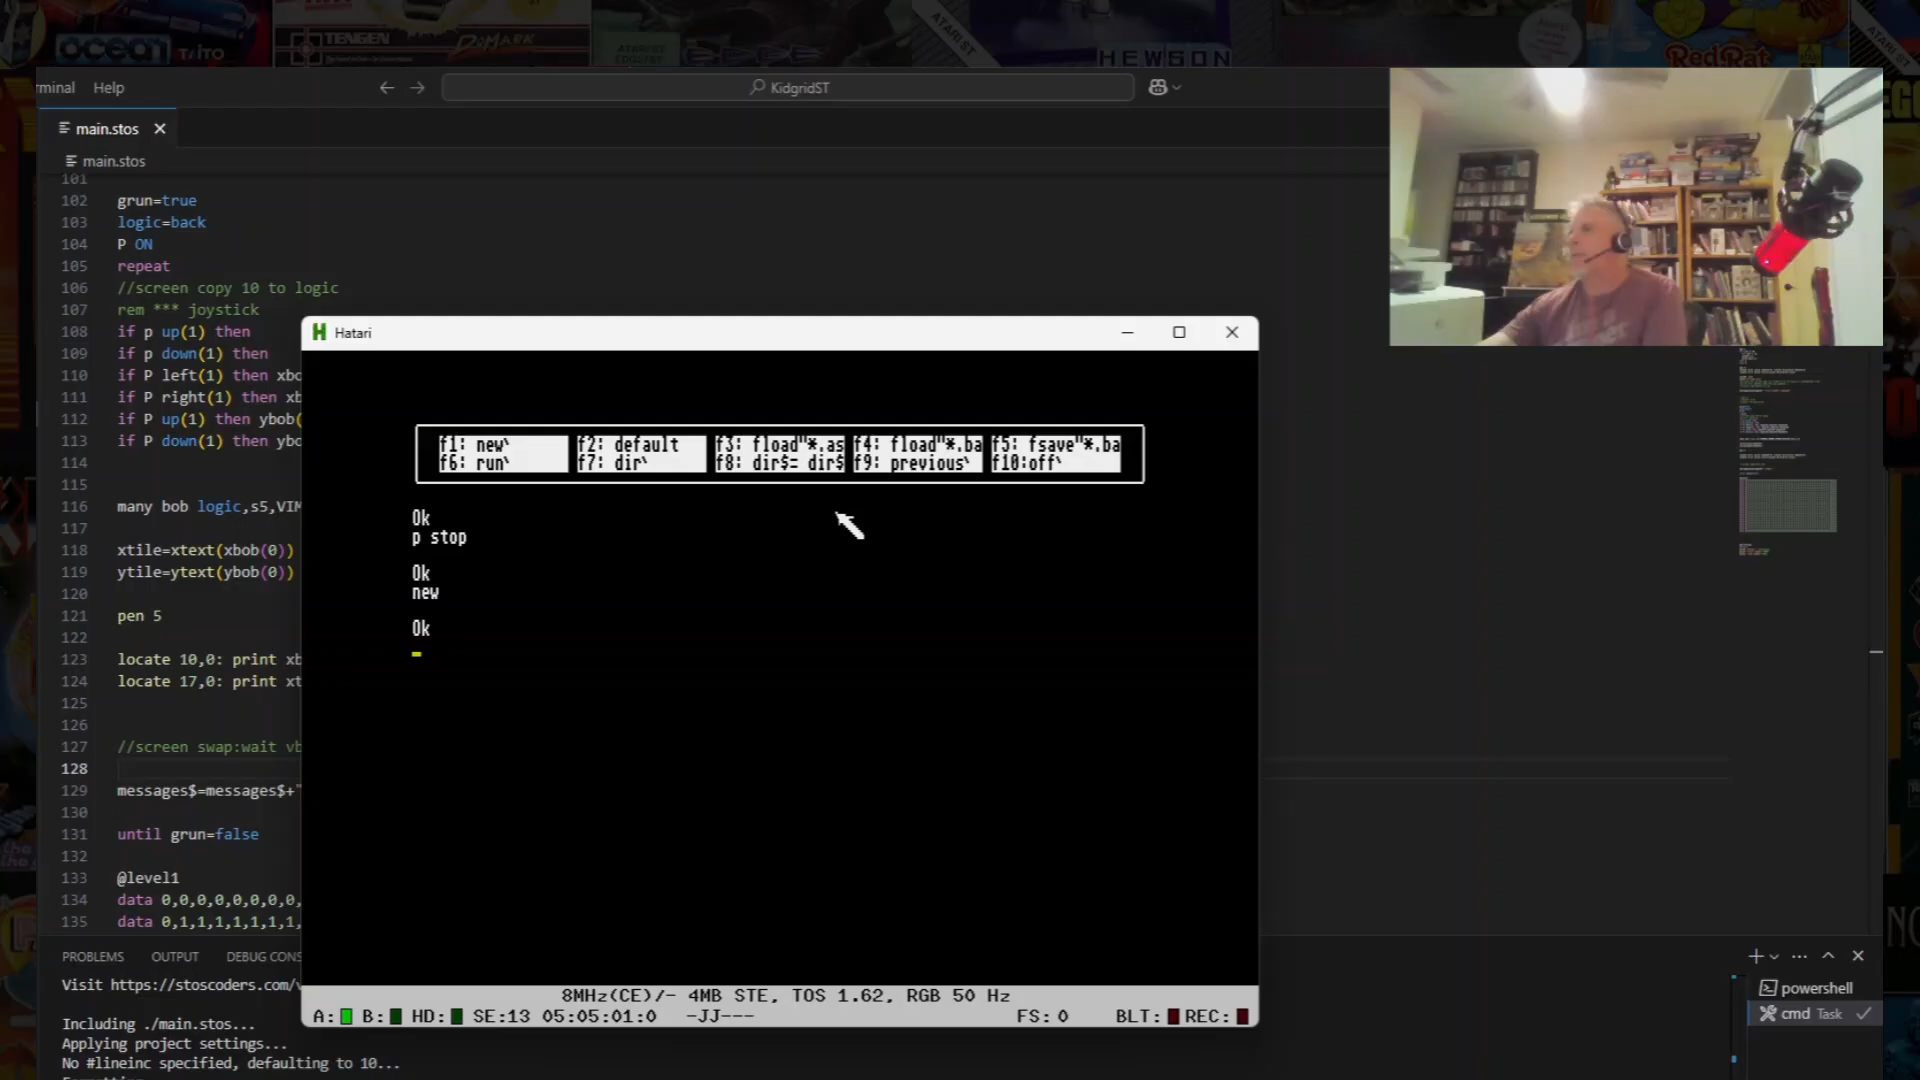 ocean
TAITO
TENGEN
DOMARK
ATARI ST
HEWSON
RedRat
ATARI ST
rminal Help
KidgridST
main.stos
main.stos
101
102 grun=true
103 logic=back
104 P ON
105 repeat
106 //screen copy 10 to logic
107 rem *** joystick
108 if p up(1) then
109 if p down(1) then
110 if P left(1) then xbo
111 if P right(1) then xb
112 if P up(1) then ybob(
113 if P down(1) then ybo
114
115
116 many bob logic,s5,VIM
117
118 xtile=xtext(xbob(0))
119 ytile=ytext(ybob(0))
120
121 pen 5
122
123 locate 10,0: print xb
124 locate 17,0: print xt
125
126
127 //screen swap:wait vb
128
129 messages$=messages$+"
130
131 until grun=false
132
133 @level1
134 data 0,0,0,0,0,0,0,0,
135 data 0,1,1,1,1,1,1,1,
Hatari
f1: new` f2: default f3: fload"*.as f4: fload"*.ba f5: fsave"*.ba
f6: run` f7: dir` f8: dir$= dir$ f9: previous` f10:off`
Ok
p stop
Ok
new
Ok
8MHz(CE)/- 4MB STE, TOS 1.62, RGB 50 Hz
A: B: HD: SE:13 05:05:01:0 -JJ--- FS: 0 BLT: REC:
PROBLEMS OUTPUT DEBUG CONS
Visit https://stoscoders.com/
Including ./main.stos...
Applying project settings...
No #lineinc specified, defaulting to 10...
powershell
cmd Task